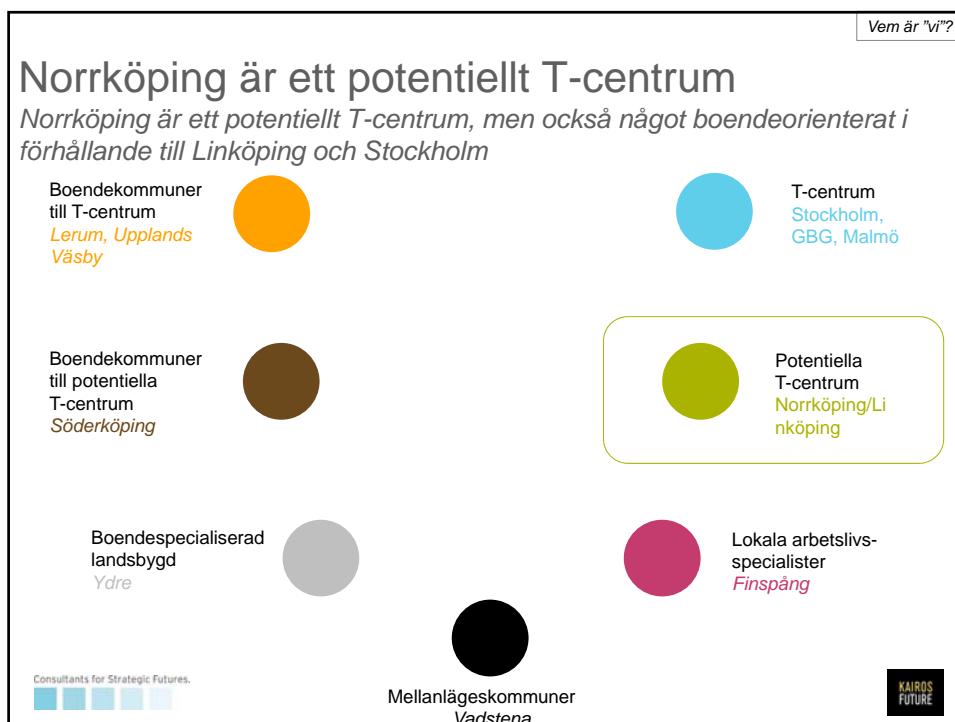 Vem är ”vi”?
Norrköping är ett potentiellt T-centrum
Norrköping är ett potentiellt T-centrum, men också något boendeorienterat i
förhållande till Linköping och Stockholm
Boendekommuner
till T-centrum
Lerum, Upplands
Väsby
T-centrum
Stockholm,
GBG, Malmö
Boendekommuner
till potentiella
T-centrum
Söderköping
Potentiella
T-centrum
Norrköping/Li
nköping
Boendespecialiserad
landsbygd
Ydre
Lokala arbetslivs-
specialister
Finspång
Mellanlägeskommuner
Vadstena
Consultants for Strategic Futures.
KAIROS
FUTURE